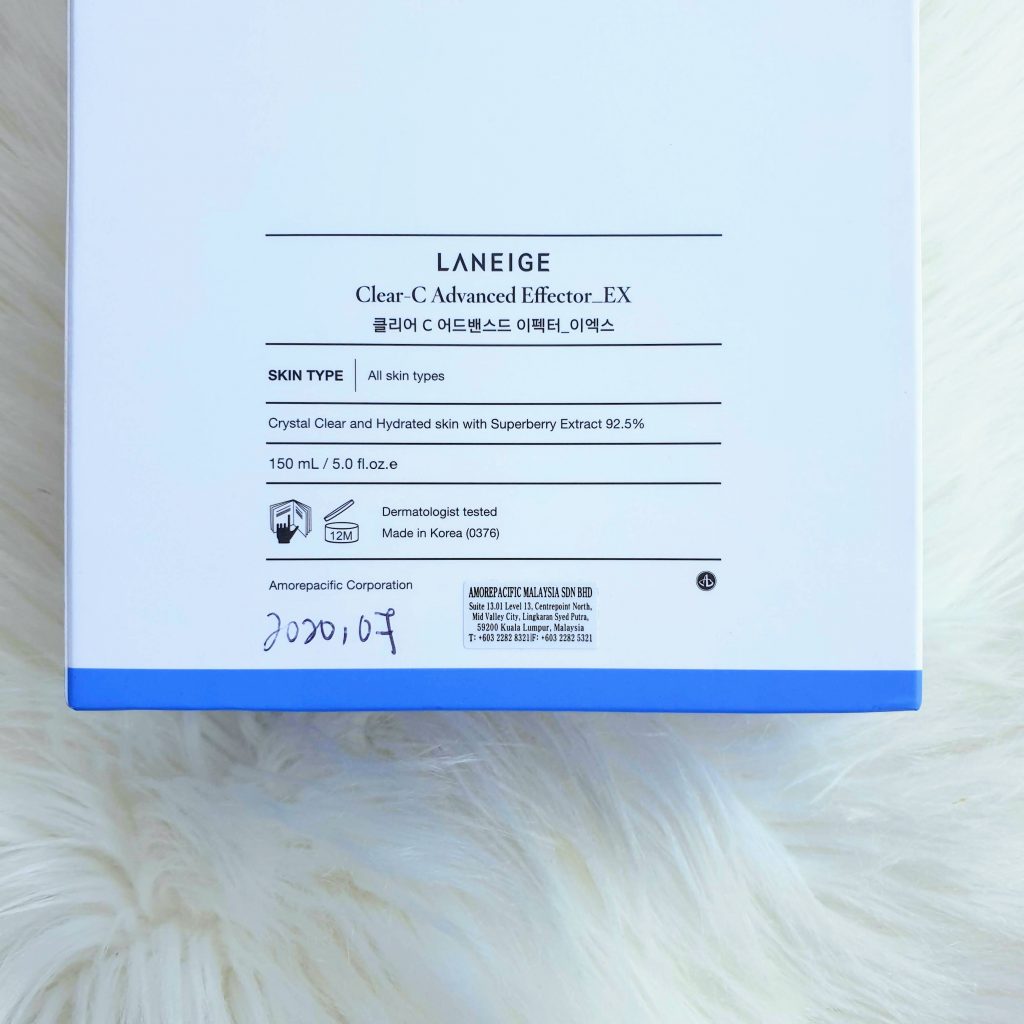 LANEIGE
Clear-C Advanced Effector_EX
클리어 C 어드밴스드 이펙터_이엑스
SKIN TYPE All skin types
Crystal Clear and Hydrated skin with Superberry Extract 92.5%
150 mL / 5.0 fl.oz.e
12M
Dermatologist tested
Made in Korea (0376)
Amorepacific Corporation
2020,07
AMOREPACIFIC MALAYSIA SDN BHD
Suite 13.01 Level 13, Centrepoint North,
Mid Valley City, Lingkaran Syed Putra,
59200 Kuala Lumpur, Malaysia
T: +603 2282 8321|F: +603 2282 5321